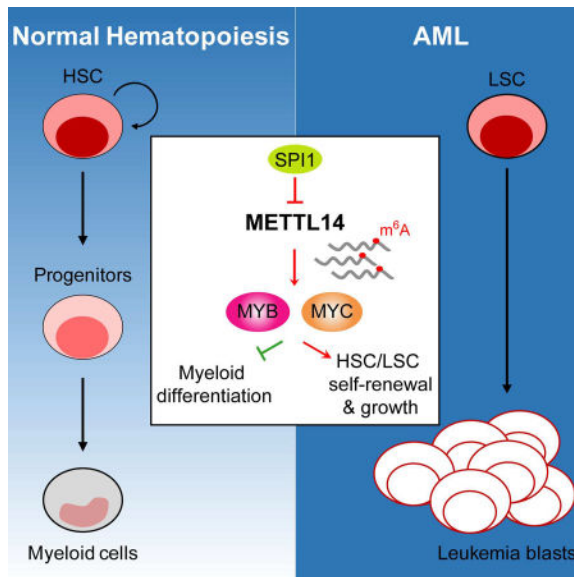 Normal Hematopoiesis
AML
HSC
LSC
SPI1
METTL14
m⁶A
Progenitors
MYB
MYC
Myeloid
differentiation
HSC/LSC
self-renewal
& growth
Myeloid cells
Leukemia blasts